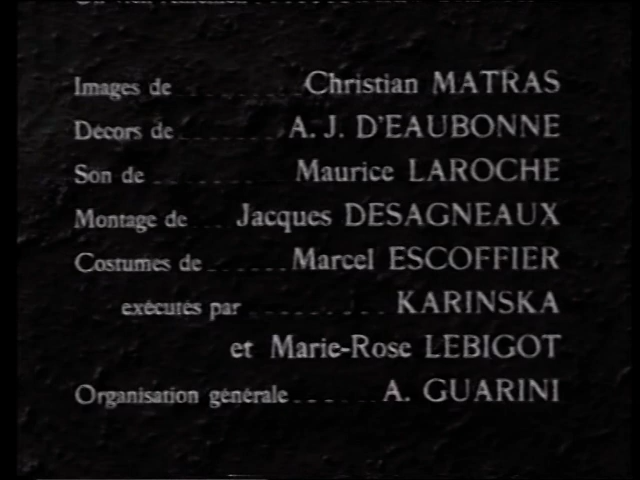 Images de ........ Christian MATRAS
Décors de ........ A. J. D'EAUBONNE
Son de ........ Maurice LAROCHE
Montage de .... Jacques DESAGNEAUX
Costumes de ...... Marcel ESCOFFIER
exécutés par ......... KARINSKA
et Marie-Rose LEBIGOT
Organisation générale ...... A. GUARINI